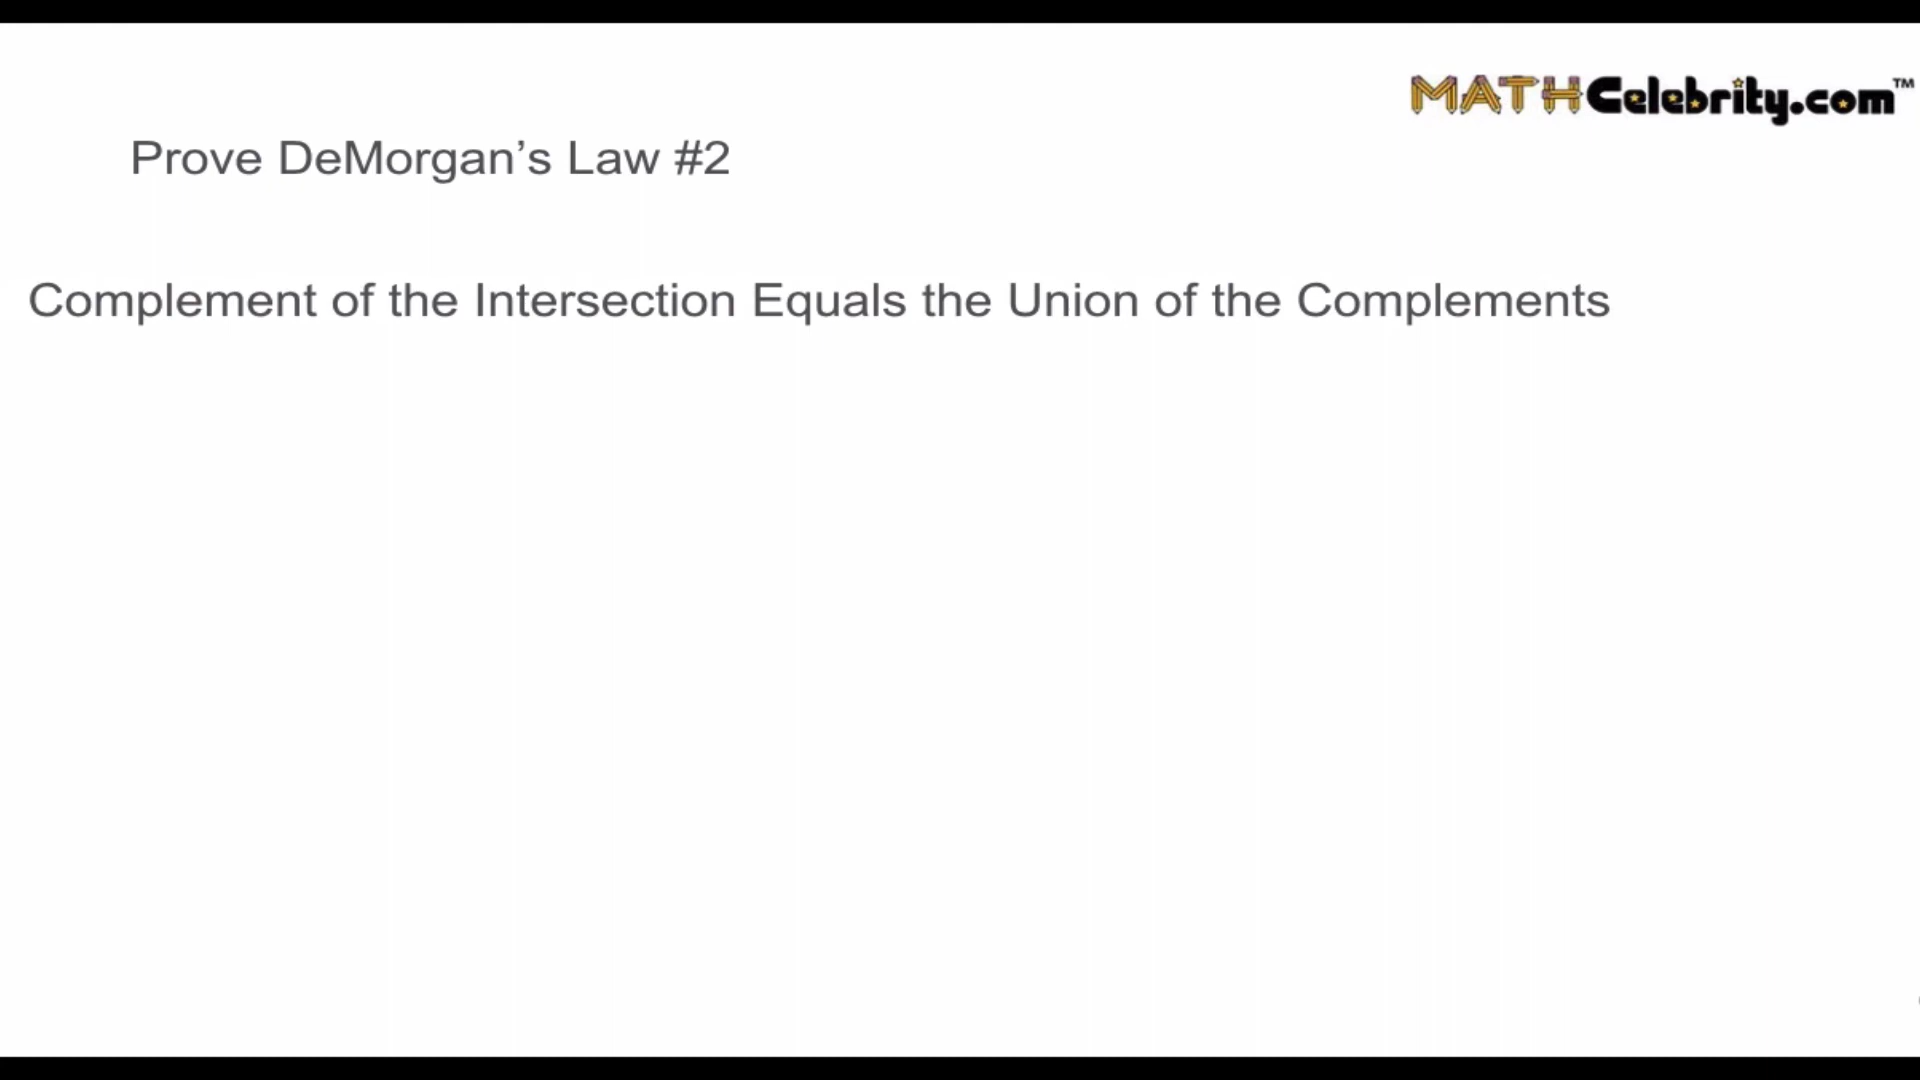 MATHCelebrity.com™
Prove DeMorgan’s Law #2
Complement of the Intersection Equals the Union of the Complements